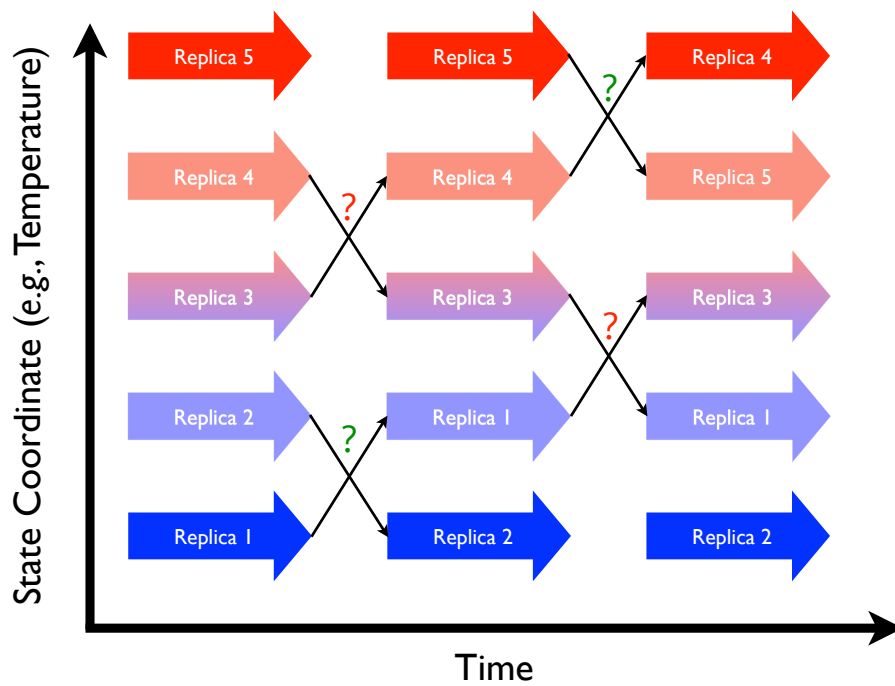 State Coordinate (e.g., Temperature)
Replica 5
Replica 5
?
Replica 4
Replica 4
?
Replica 4
Replica 5
Replica 3
Replica 3
?
Replica 3
Replica 2
?
Replica 1
Replica 1
Replica 1
Replica 2
Replica 2
Time